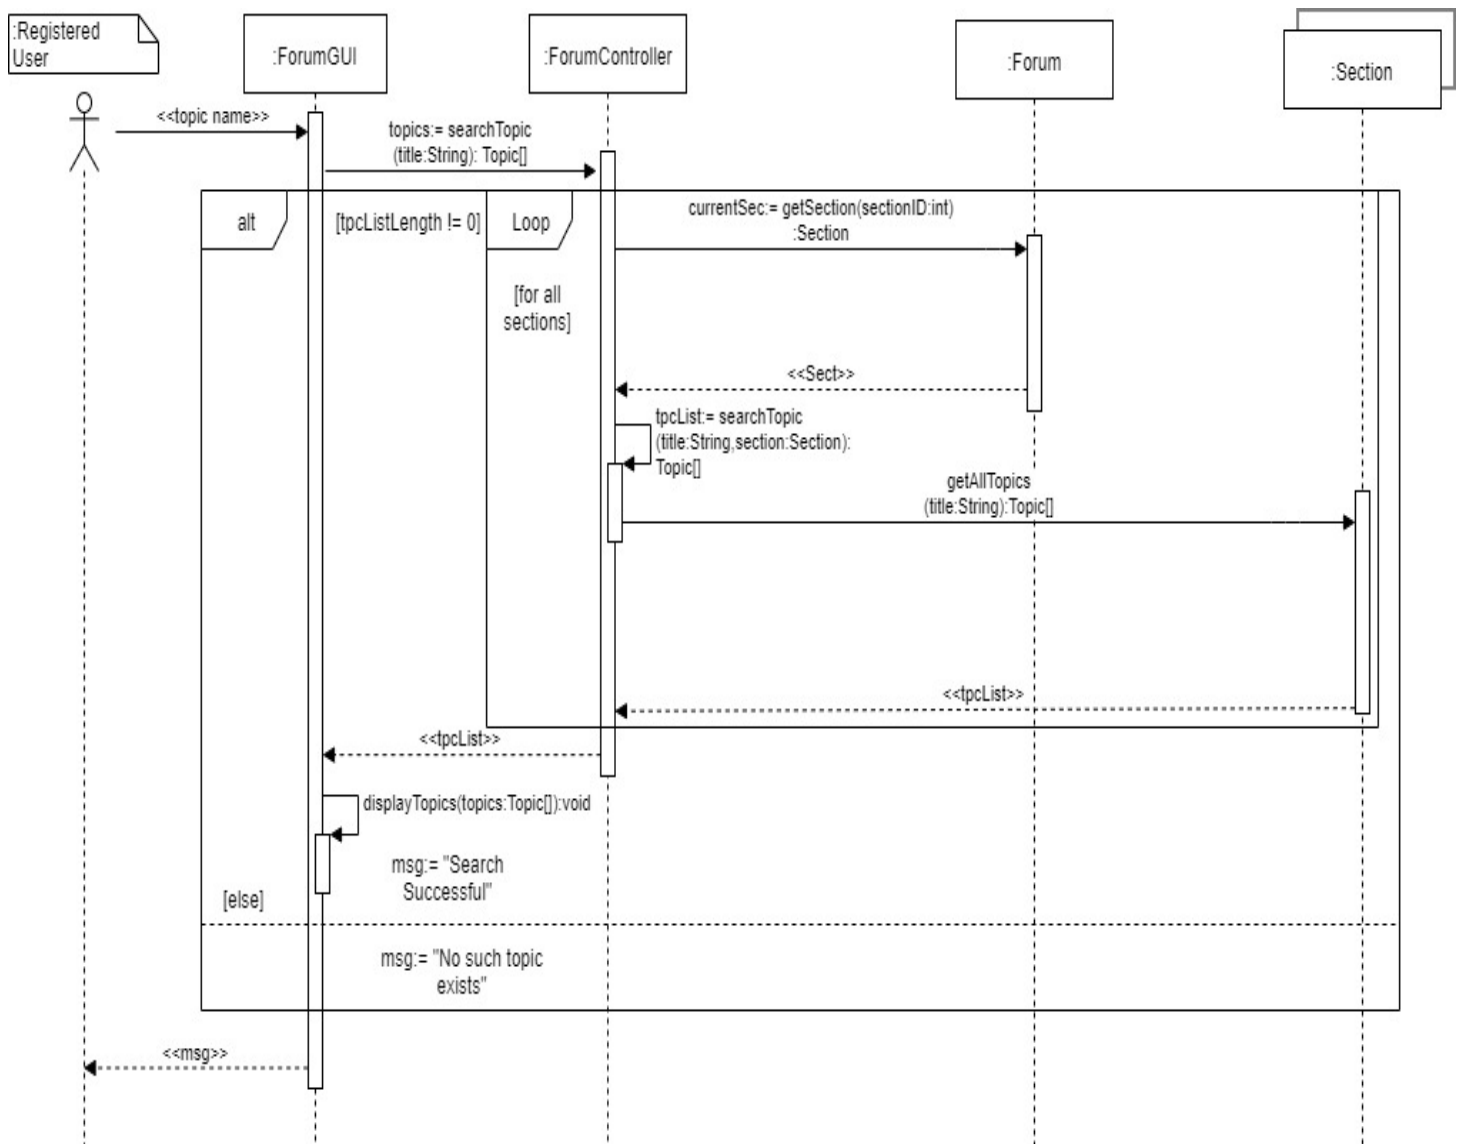 :Registered
User
:ForumGUI
:ForumController
:Forum
:Section
<<topic name>>
topics:= searchTopic
(title:String): Topic[]
alt
[tpcListLength != 0]
Loop
currentSec:= getSection(sectionID:int)
:Section
[for all
sections]
<<Sect>>
tpcList:= searchTopic
(title:String,section:Section):
Topic[]
getAllTopics
(title:String):Topic[]
<<tpcList>>
<<tpcList>>
displayTopics(topics:Topic[]):void
msg:= "Search
Successful"
[else]
msg:= "No such topic
exists"
<<msg>>